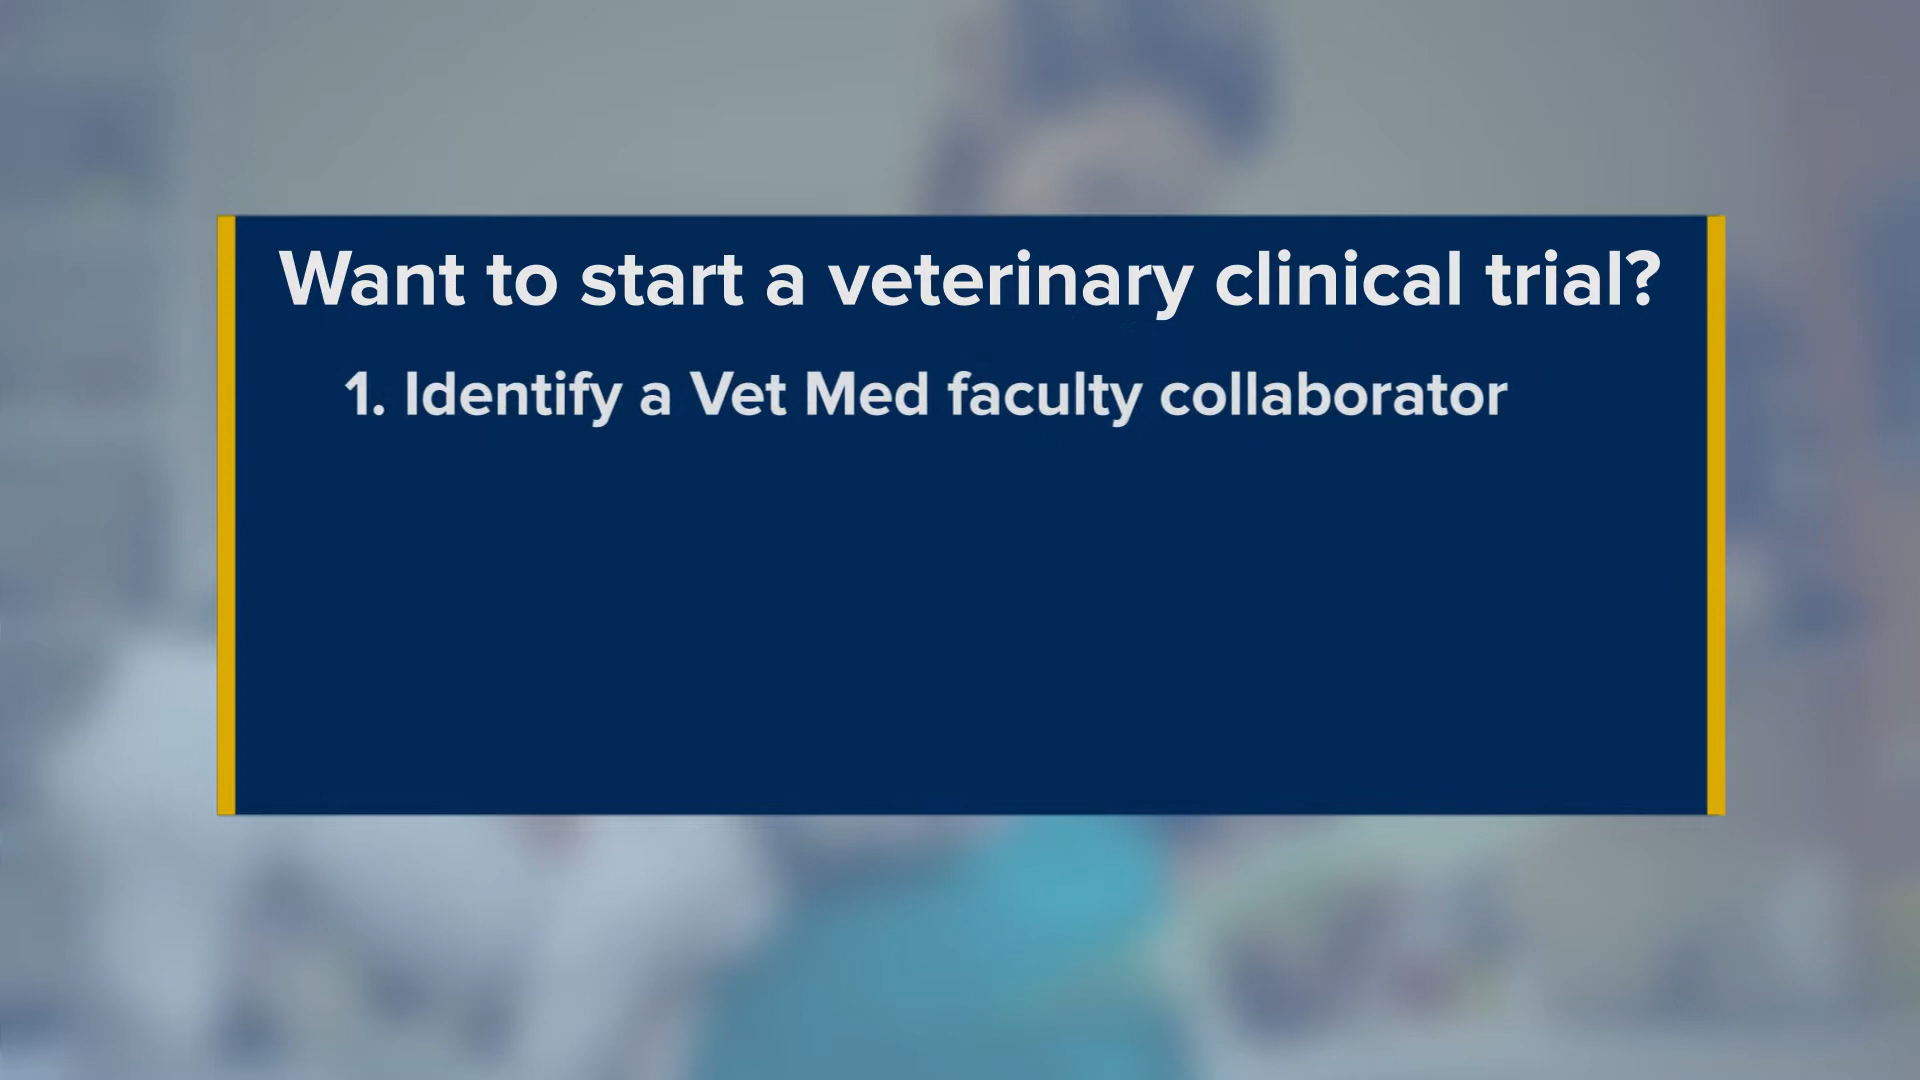 Want to start a veterinary clinical trial?
1. Identify a Vet Med faculty collaborator